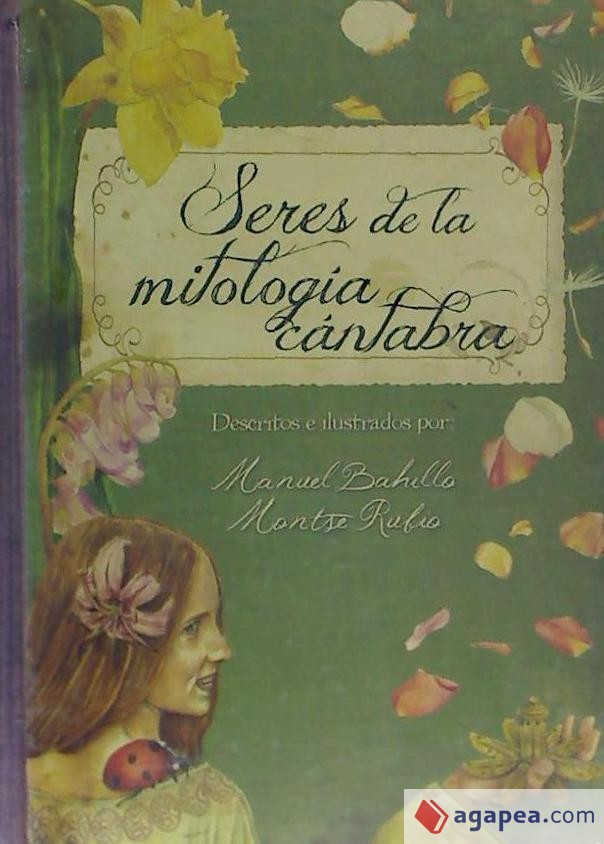 Seres de la
mitología
cántabra
Descritos e ilustrados por:
Manuel Bahillo
Montse Rubio
agapea.com